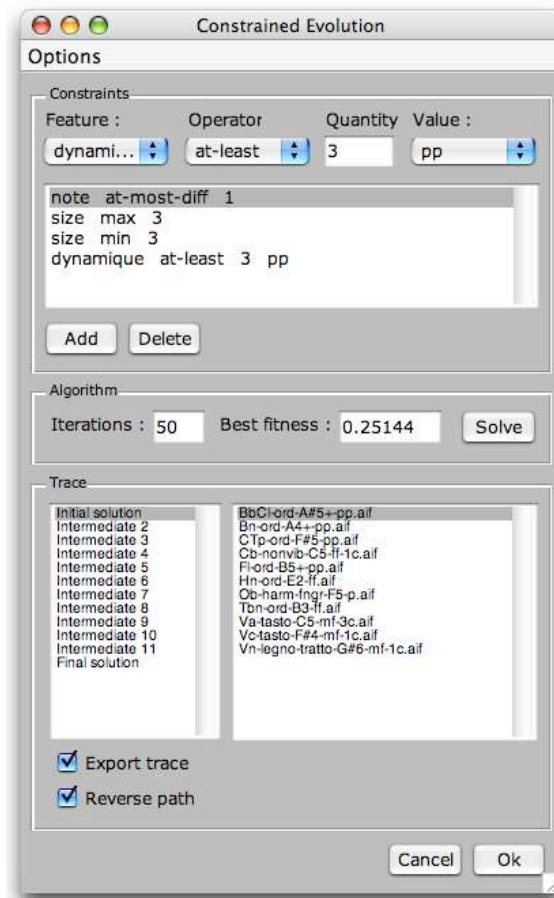 Constrained Evolution
Options
Constraints
Feature : Operator Quantity Value :
dynami... at-least 3 pp
note at-most-diff 1
size max 3
size min 3
dynamique at-least 3 pp
Add Delete
Algorithm
Iterations : 50 Best fitness : 0.25144 Solve
Trace
Initial solution BbCl-ord-A#5+-pp.aif
Intermediate 2 Bn-ord-A4+-pp.aif
Intermediate 3 CTp-ord-F#5-pp.aif
Intermediate 4 Cb-nonvib-C5-ff-1c.aif
Intermediate 5 Fl-ord-B5+-pp.aif
Intermediate 6 Hn-ord-E2-ff.aif
Intermediate 7 Ob-harm-fngr-F5-p.aif
Intermediate 8 Tbn-ord-B3-ff.aif
Intermediate 9 Va-tasto-C5-mf-3c.aif
Intermediate 10 Vc-tasto-F#4-mf-1c.aif
Intermediate 11 Vn-legno-tratto-G#6-mf-1c.aif
Final solution
Export trace
Reverse path
Cancel Ok